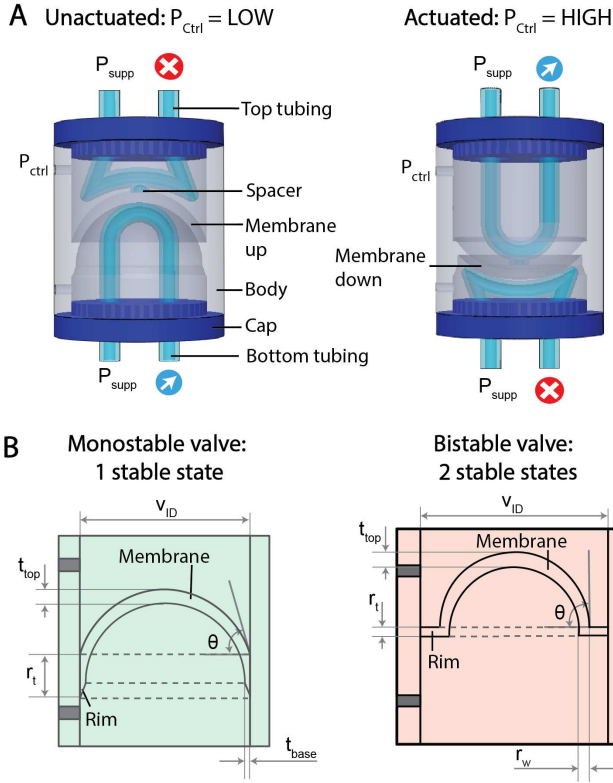 A
Unactuated: P_Ctrl = LOW
Actuated: P_Ctrl = HIGH
P_supp
P_supp
Top tubing
P_ctrl
P_ctrl
Spacer
Membrane
up
Membrane
down
Body
Cap
Bottom tubing
P_supp
P_supp
B
Monostable valve:
1 stable state
Bistable valve:
2 stable states
v_ID
v_ID
t_top
Membrane
t_top
Membrane
θ
r_t
Rim
t_base
r_t
θ
Rim
r_w